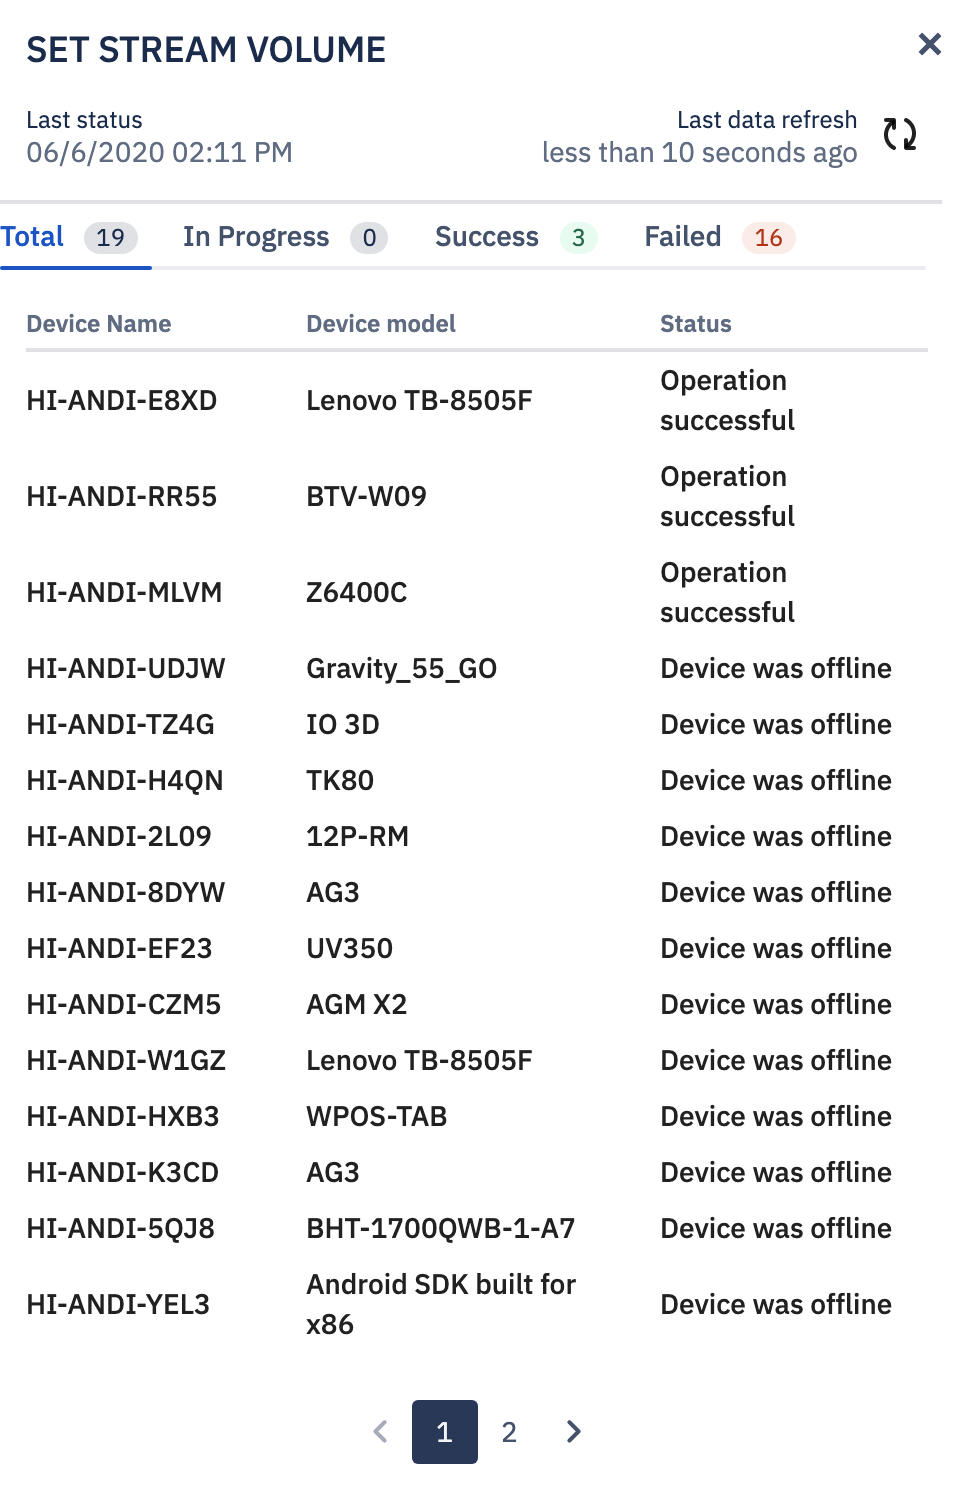 SET STREAM VOLUME
Last status
06/6/2020 02:11 PM
Last data refresh
less than 10 seconds ago
Total 19 In Progress 0 Success 3 Failed 16
Device Name Device model Status
HI-ANDI-E8XD Lenovo TB-8505F Operation
successful
HI-ANDI-RR55 BTV-W09 Operation
successful
HI-ANDI-MLVM Z6400C Operation
successful
HI-ANDI-UDJW Gravity_55_GO Device was offline
HI-ANDI-TZ4G IO 3D Device was offline
HI-ANDI-H4QN TK80 Device was offline
HI-ANDI-2L09 12P-RM Device was offline
HI-ANDI-8DYW AG3 Device was offline
HI-ANDI-EF23 UV350 Device was offline
HI-ANDI-CZM5 AGM X2 Device was offline
HI-ANDI-W1GZ Lenovo TB-8505F Device was offline
HI-ANDI-HXB3 WPOS-TAB Device was offline
HI-ANDI-K3CD AG3 Device was offline
HI-ANDI-5QJ8 BHT-1700QWB-1-A7 Device was offline
HI-ANDI-YEL3 Android SDK built for
x86 Device was offline
1 2